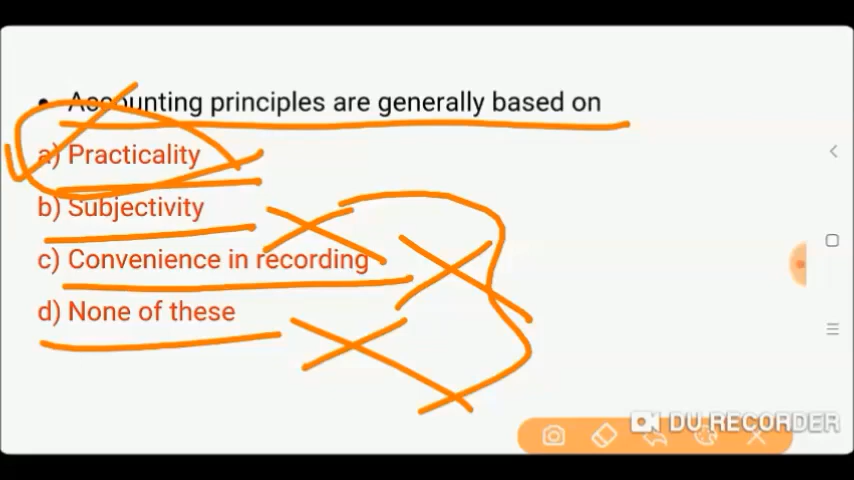 • Accounting principles are generally based on
a) Practicality
b) Subjectivity
c) Convenience in recording
d) None of these
DU RECORDER